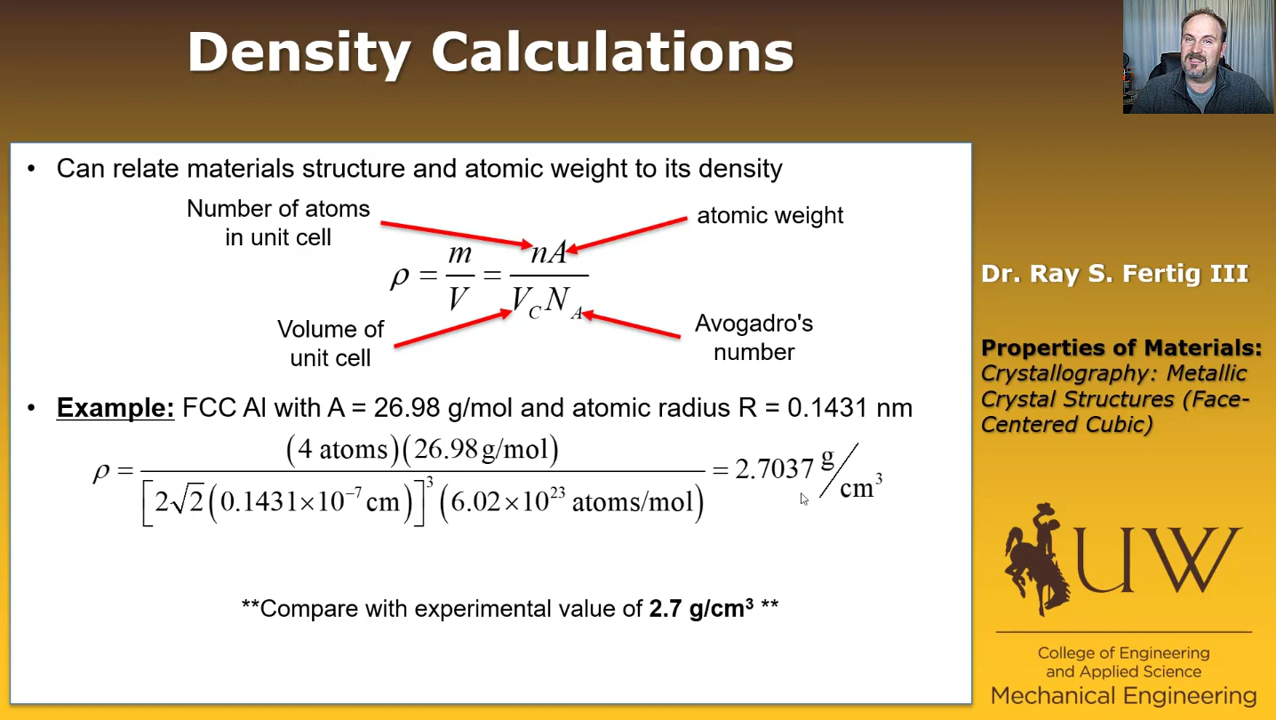 Density Calculations
• Can relate materials structure and atomic weight to its density
Number of atoms
in unit cell
atomic weight
ρ = m/V = nA/(V_C N_A)
Volume of
unit cell
Avogadro's
number
• Example: FCC Al with A = 26.98 g/mol and atomic radius R = 0.1431 nm
ρ = (4 atoms)(26.98 g/mol) / [2√2(0.1431×10⁻⁷ cm)]³(6.02×10²³ atoms/mol) = 2.7037 g/cm³
**Compare with experimental value of 2.7 g/cm³ **
Dr. Ray S. Fertig III
Properties of Materials:
Crystallography: Metallic
Crystal Structures (Face-
Centered Cubic)
UW
College of Engineering
and Applied Science
Mechanical Engineering